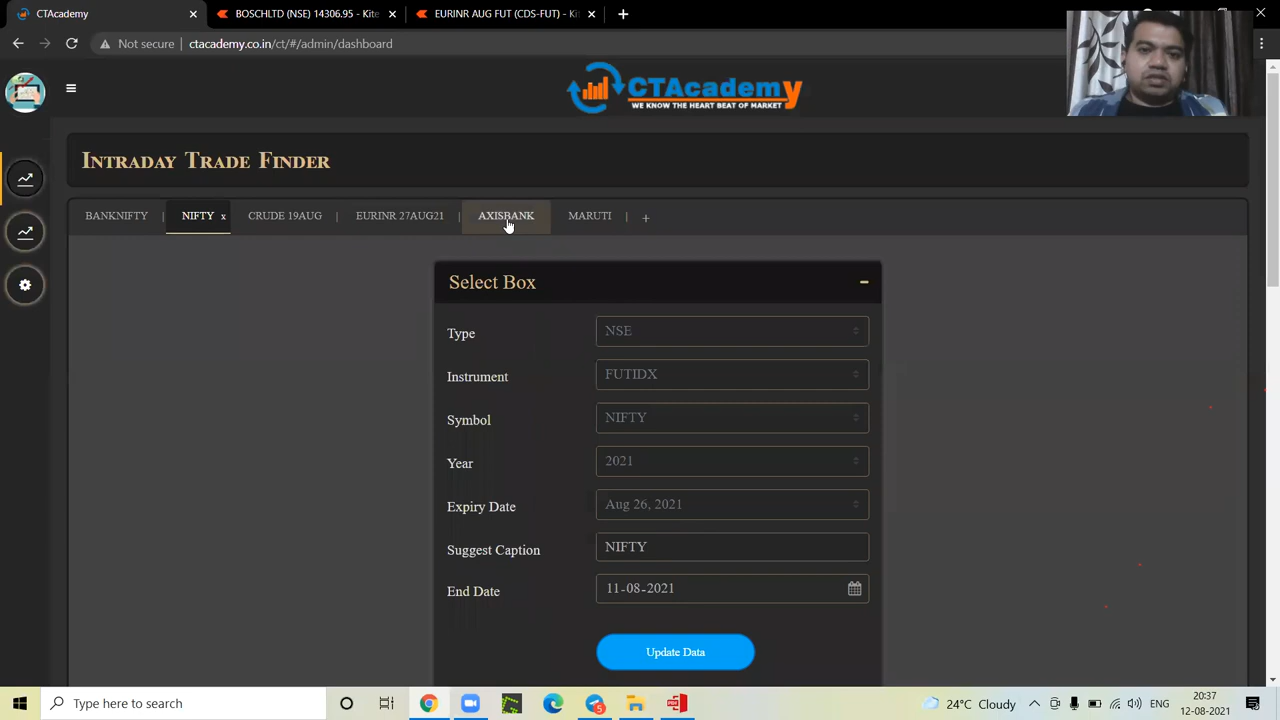 CTAcademy
BOSCHLTD (NSE) 14306.95 - Kite
EURINR AUG FUT (CDS-FUT) - Kit
Not secure
ctacademy.co.in/ct/#/admin/dashboard
CTAcademy
WE KNOW THE HEART BEAT OF MARKET
INTRADAY TRADE FINDER
BANKNIFTY | NIFTY x CRUDE 19AUG | EURINR 27AUG21 | AXISBANK MARUTI | +
Select Box
Type NSE
Instrument FUTIDX
Symbol NIFTY
Year 2021
Expiry Date Aug 26, 2021
Suggest Caption NIFTY
End Date 11-08-2021
Update Data
Type here to search
5
24°C Cloudy
20:37
12-08-2021